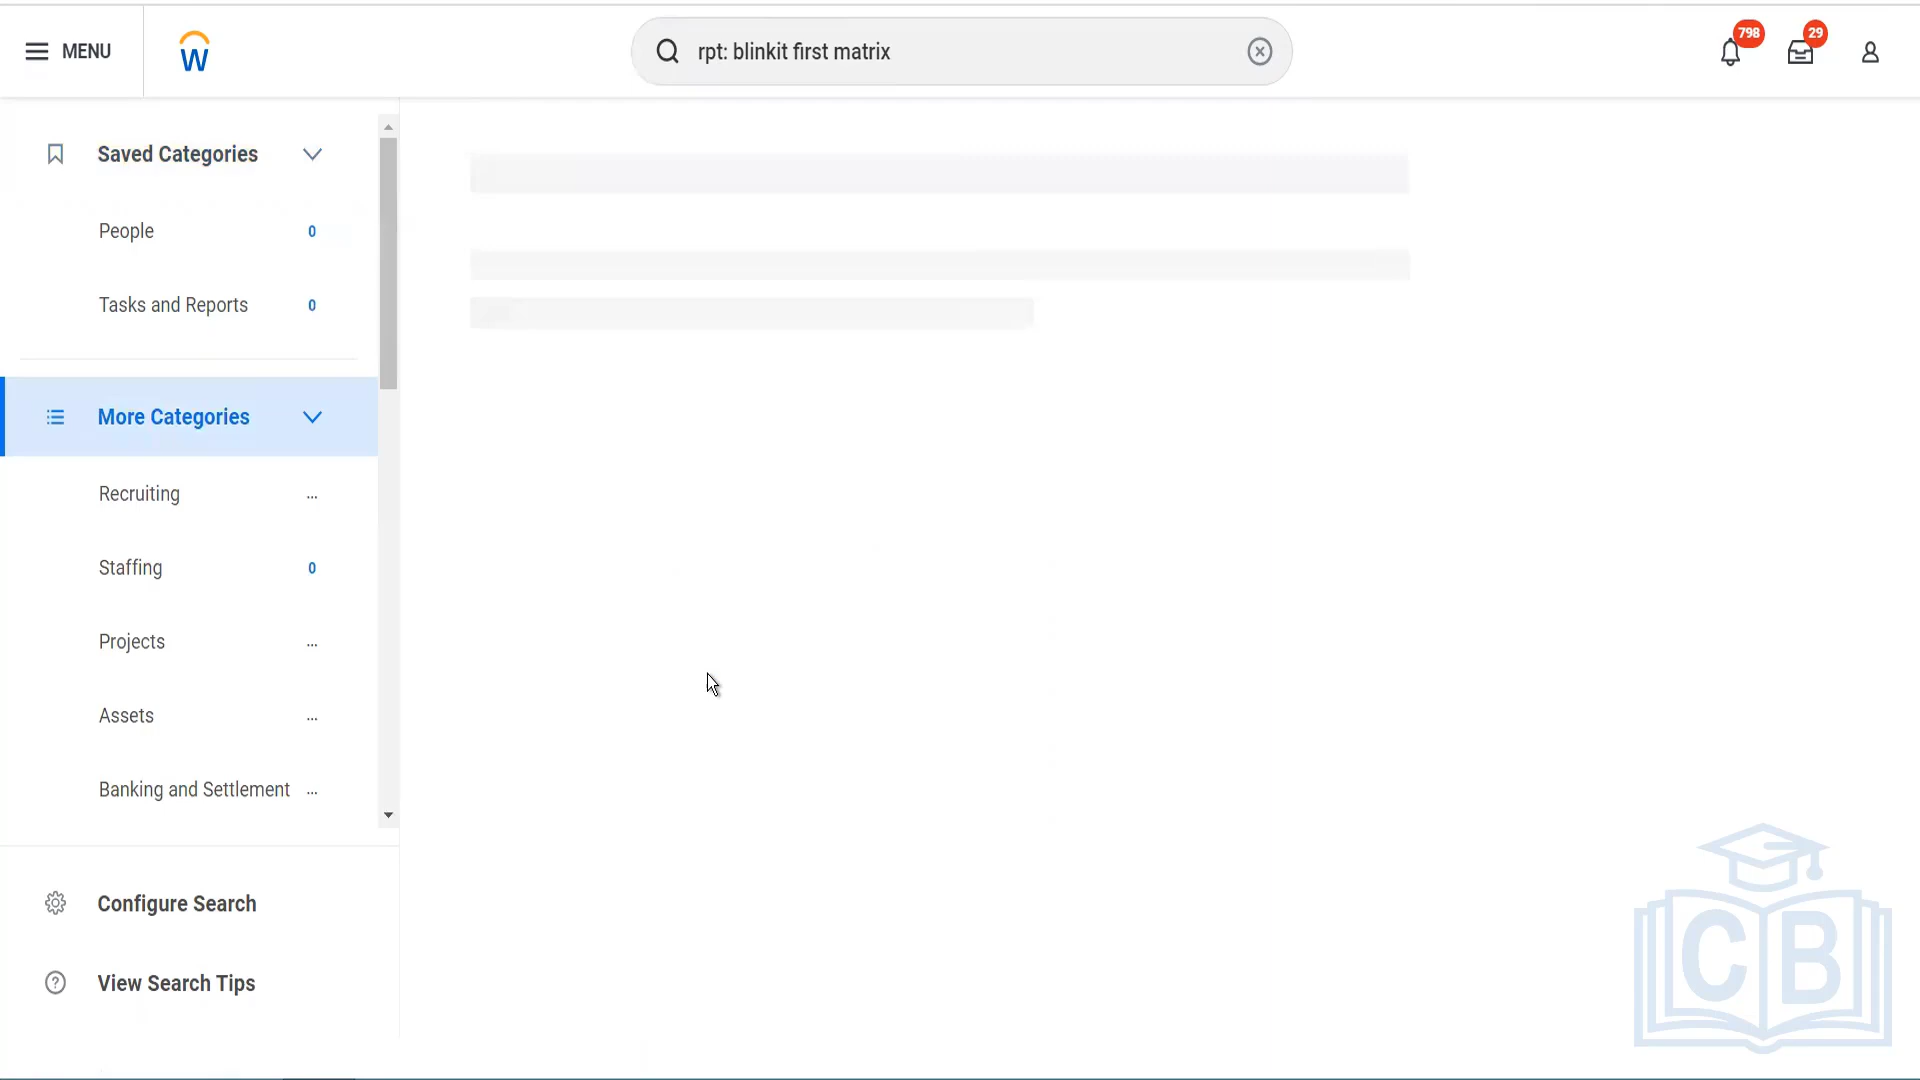 MENU
W
rpt: blinkit first matrix
798
29
Saved Categories
People 0
Tasks and Reports 0
More Categories
Recruiting ...
Staffing 0
Projects ...
Assets ...
Banking and Settlement ...
Configure Search
? View Search Tips
CB